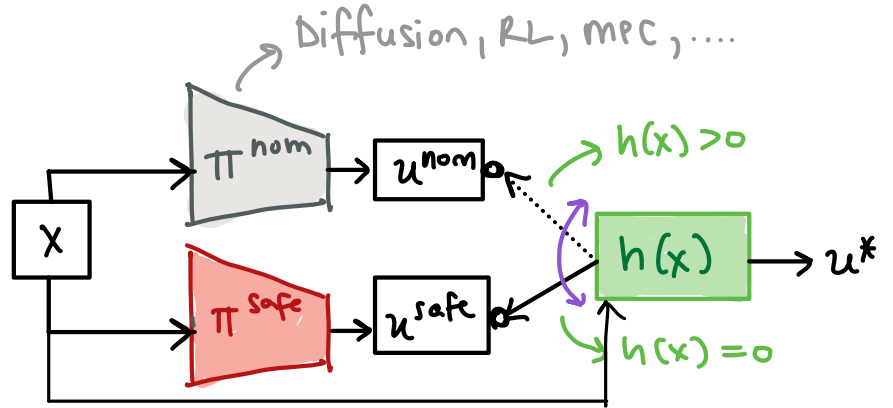 Diffusion, RL, MPC, ....
π^nom
u^nom
h(x) > 0
X
h(x)
u*
π^safe
u^safe
h(x) = 0